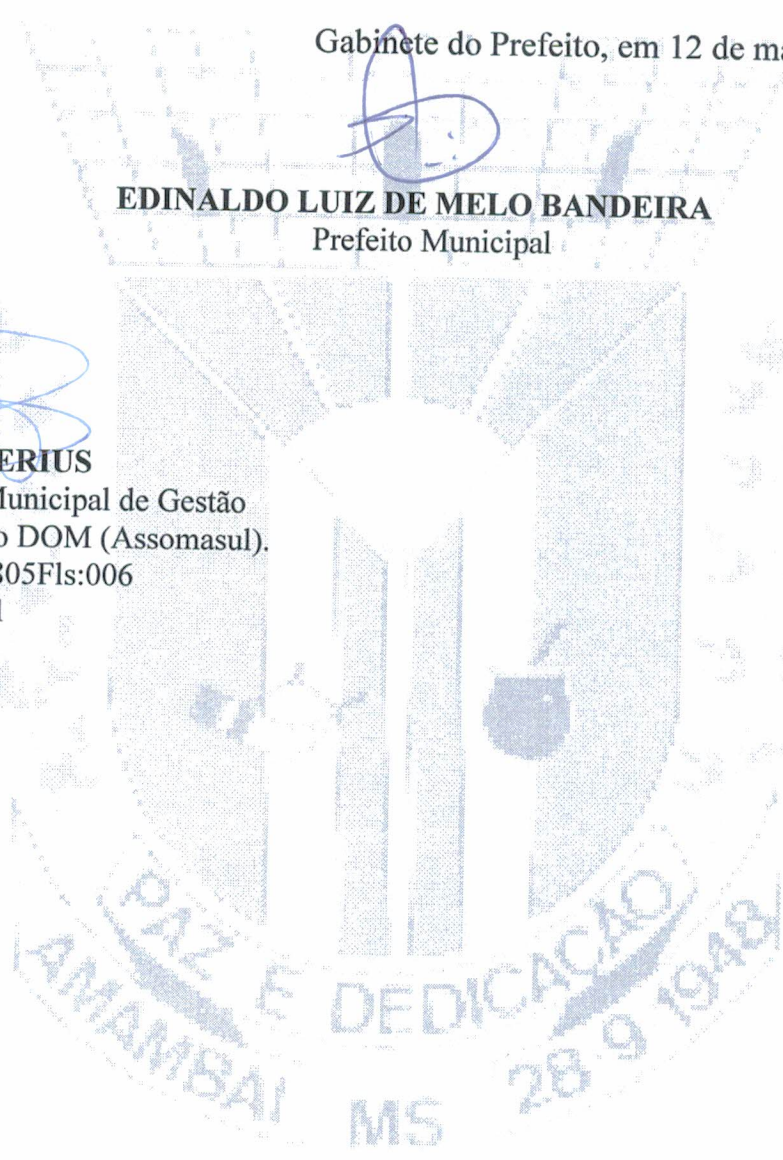 Gabinete do Prefeito, em 12 de ma
EDINALDO LUIZ DE MELO BANDEIRA
Prefeito Municipal
ERIUS
unicipal de Gestão
DOM (Assomasul).
305Fls:006
PAZ E DEDICAÇÃO
AMAMBAI MS 28 9 1948